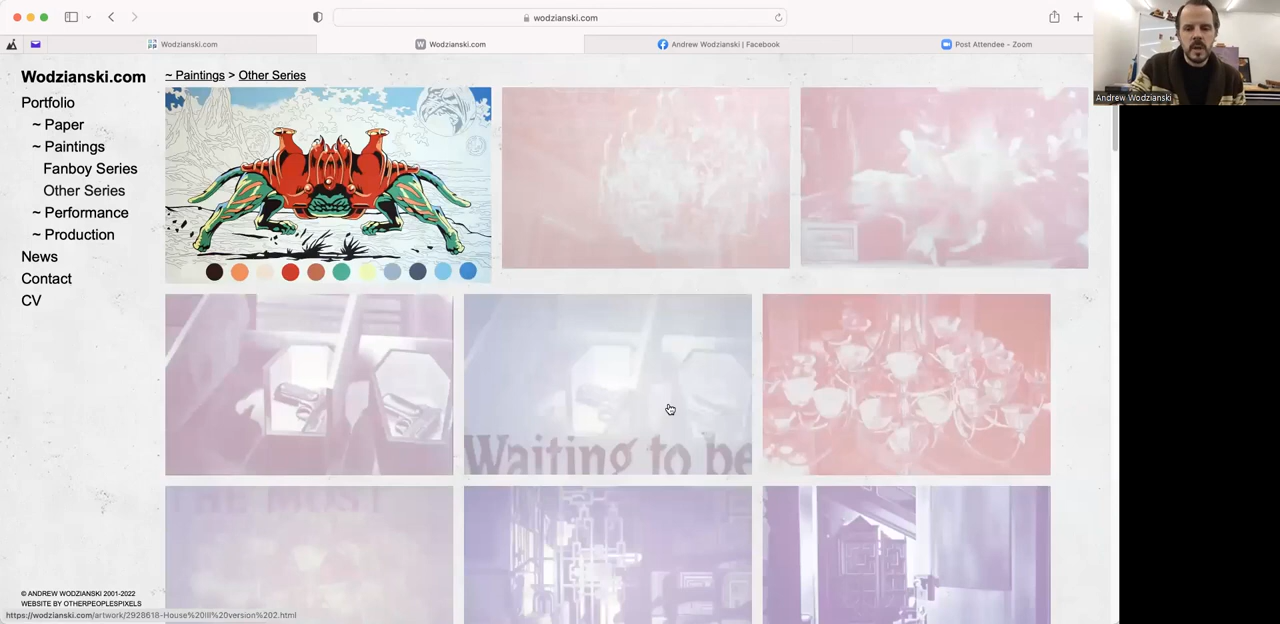 wodzianski.com
Wodzianski.com
Wodzianski.com
Andrew Wodzianski | Facebook
Post Attendee - Zoom
Andrew Wodzianski
Wodzianski.com
~ Paintings > Other Series
Portfolio
~ Paper
~ Paintings
Fanboy Series
Other Series
~ Performance
~ Production
News
Contact
CV
Waiting to be
THE MOST
© ANDREW WODZIANSKI 2001-2022
WEBSITE BY OTHERPEOPLESPIXELS
https://wodzianski.com/artwork/2928618-House%20III%20version%202.html